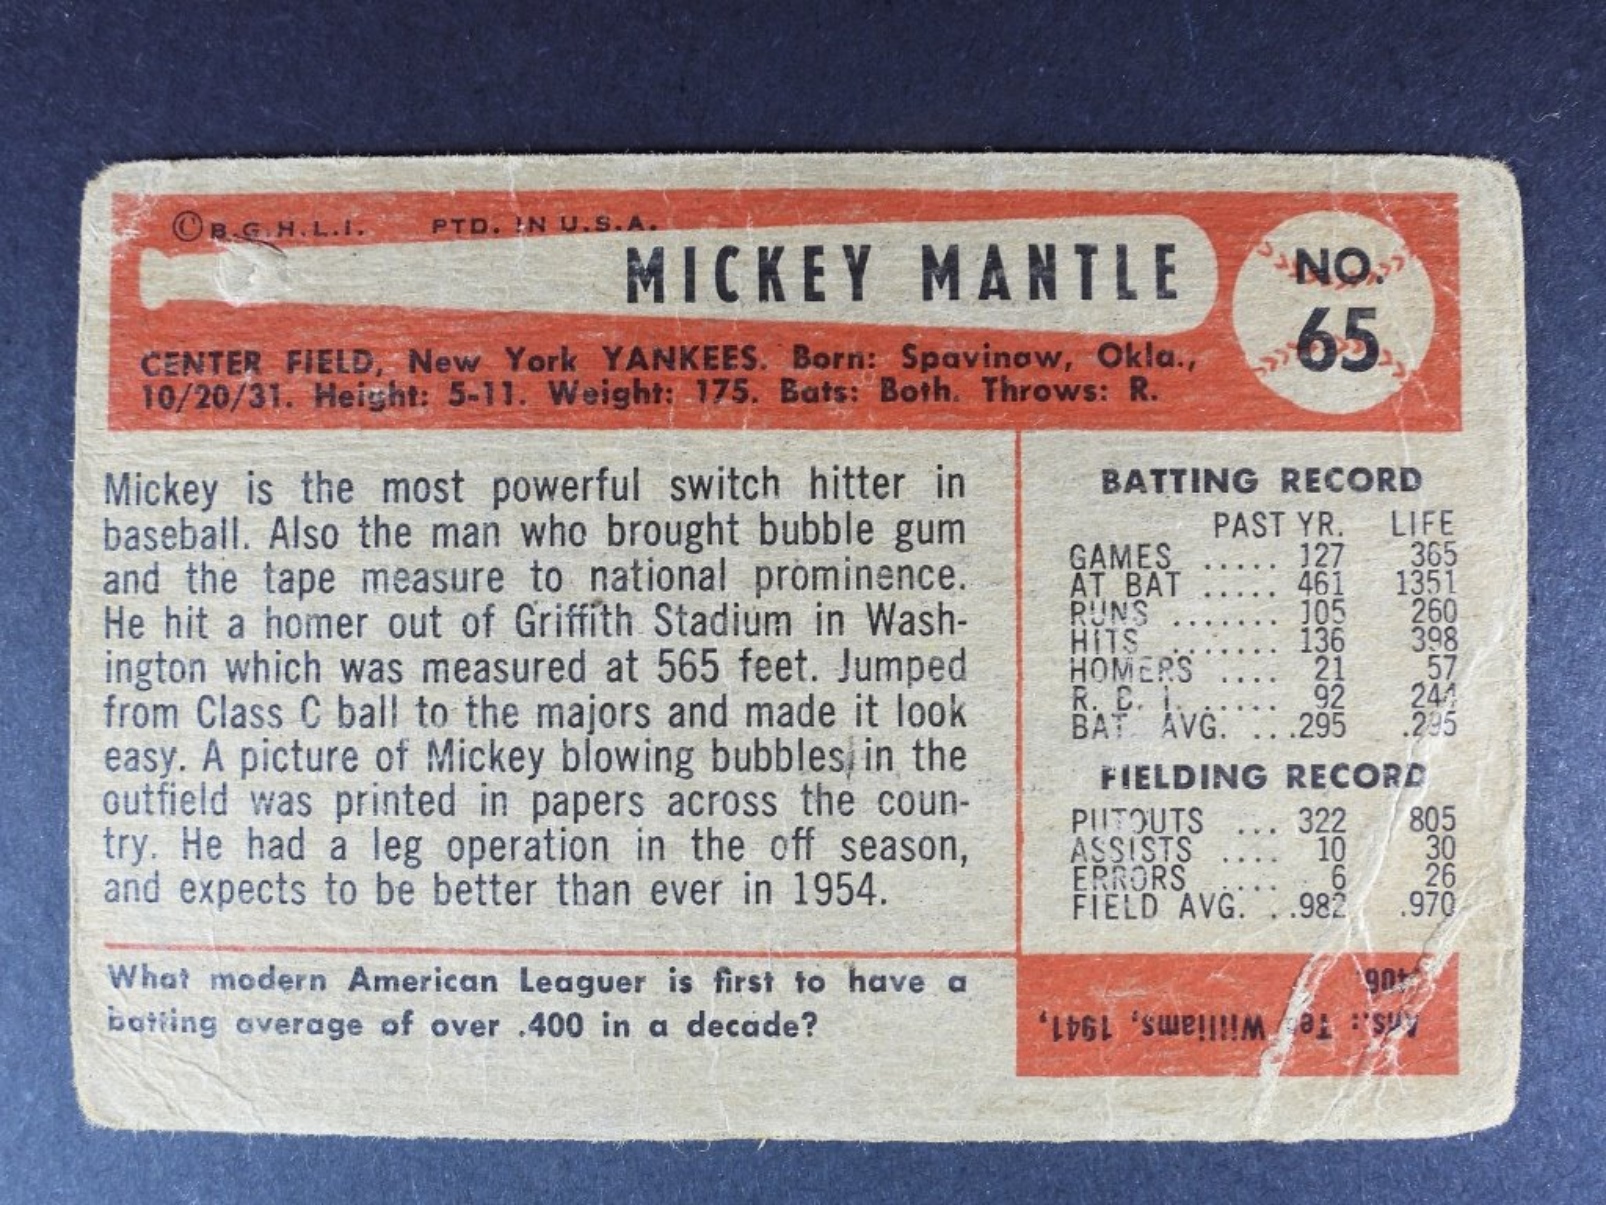 ©B.G.H.L.I. PTD. IN U.S.A.
MICKEY MANTLE
NO.
65
CENTER FIELD, New York YANKEES. Born: Spavinaw, Okla.,
10/20/31. Height: 5-11. Weight: 175. Bats: Both. Throws: R.
Mickey is the most powerful switch hitter in
baseball. Also the man who brought bubble gum
and the tape measure to national prominence.
He hit a homer out of Griffith Stadium in Wash-
ington which was measured at 565 feet. Jumped
from Class C ball to the majors and made it look
easy. A picture of Mickey blowing bubbles in the
outfield was printed in papers across the coun-
try. He had a leg operation in the off season,
and expects to be better than ever in 1954.
What modern American Leaguer is first to have a
batting average of over .400 in a decade?
BATTING RECORD
PAST YR. LIFE
GAMES ..... 127 365
AT BAT ..... 461 1351
RUNS ....... 105 260
HITS ....... 136 398
HOMERS .... 21 57
R. B. I. ...... 92 244
BAT. AVG. ....295 .295
FIELDING RECORD
PUTOUTS ... 322 805
ASSISTS .... 10 30
ERRORS ..... 6 26
FIELD AVG. ...982 .970
Ans.: Ted Williams, 1941,
.406.